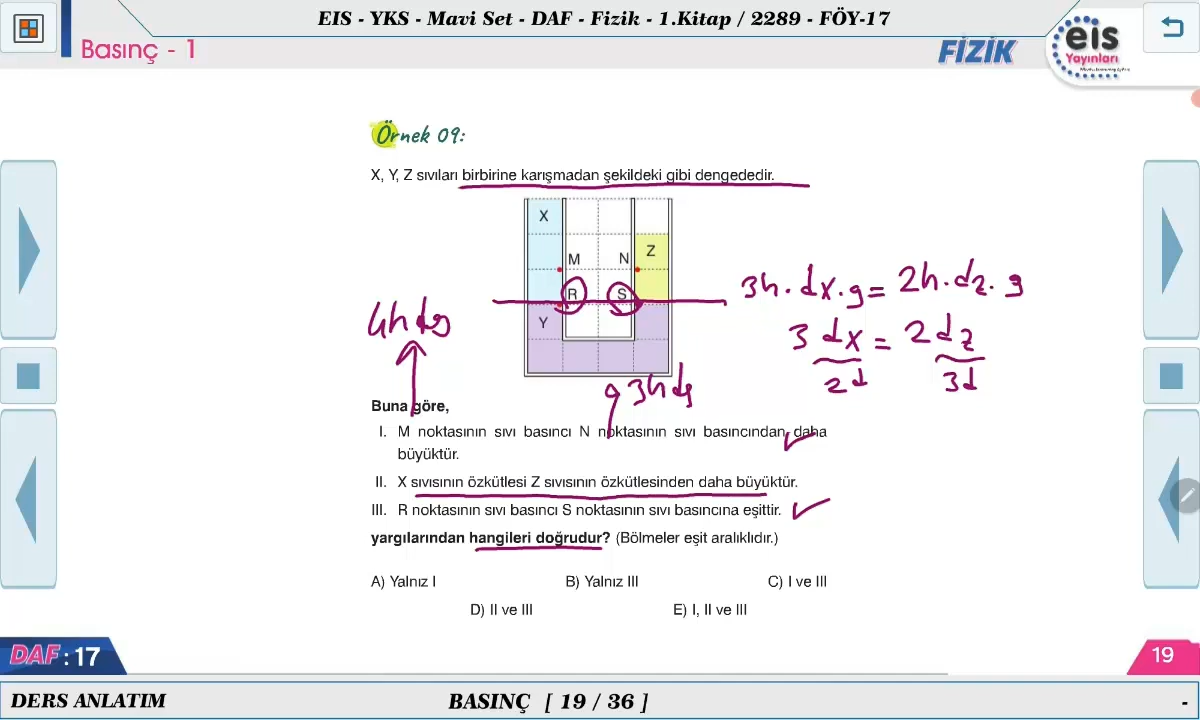 EIS - YKS - Mavi Set - DAF - Fizik - 1.Kitap / 2289 - FÖY-17
Basınç - 1
FİZİK
eis
Yayınları
Örnek 09:
X, Y, Z sıvıları birbirine karışmadan şekildeki gibi dengededir.
X
M N Z
R S
Y
3h.dx.g = 2h.dz.g
3 dx = 2 dz
2d 3d
4hdg
3hdg
Buna göre,
I. M noktasının sıvı basıncı N noktasının sıvı basıncından daha
büyüktür.
II. X sıvısının özkütlesi Z sıvısının özkütlesinden daha büyüktür.
III. R noktasının sıvı basıncı S noktasının sıvı basıncına eşittir.
yargılarından hangileri doğrudur? (Bölmeler eşit aralıklıdır.)
A) Yalnız I B) Yalnız III C) I ve III
D) II ve III E) I, II ve III
DAF : 17
19
DERS ANLATIM BASINÇ [ 19 / 36 ] -